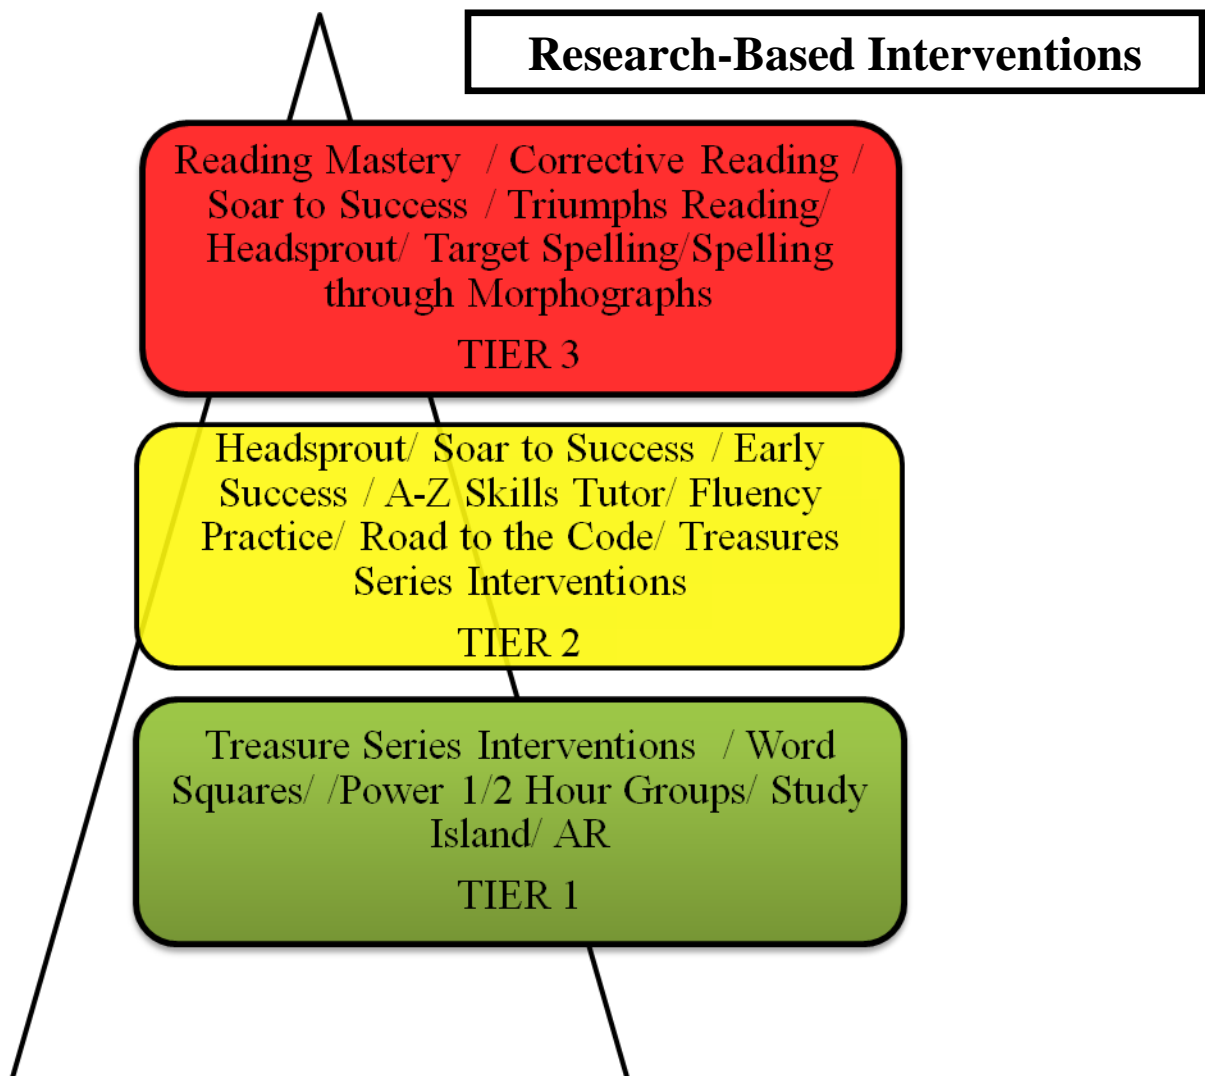 Research-Based Interventions
Reading Mastery / Corrective Reading /
Soar to Success / Triumphs Reading/
Headsprout/ Target Spelling/Spelling
through Morphographs
TIER 3
Headsprout/ Soar to Success / Early
Success / A-Z Skills Tutor/ Fluency
Practice/ Road to the Code/ Treasures
Series Interventions
TIER 2
Treasure Series Interventions / Word
Squares/ /Power 1/2 Hour Groups/ Study
Island/ AR
TIER 1